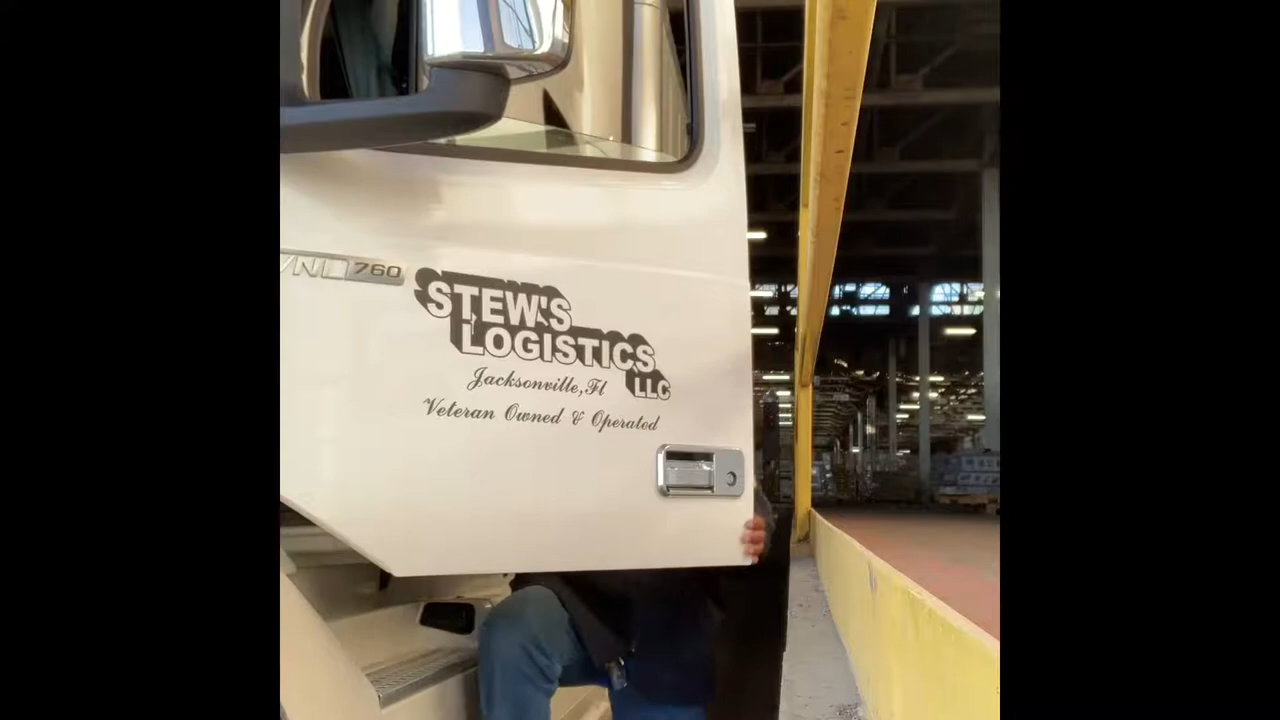 VNL 760
STEW'S
LOGISTICS
LLC
Jacksonville, Fl
Veteran Owned & Operated